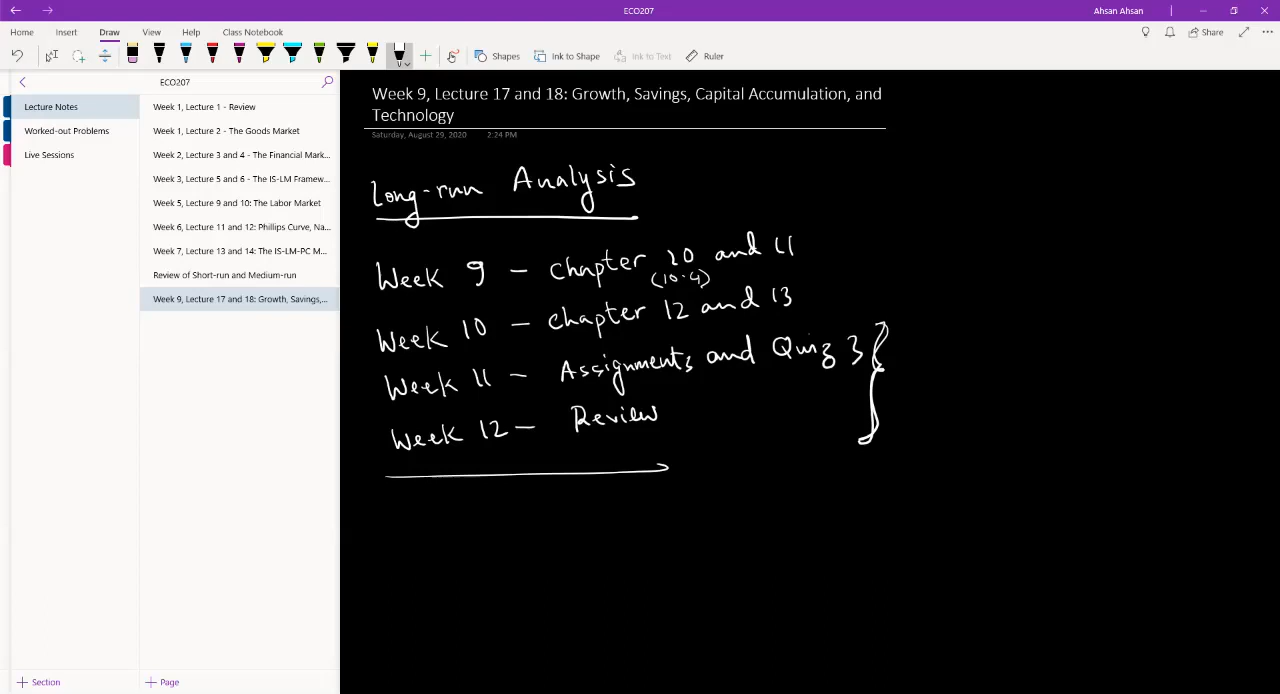 ECO207
Ahsan Ahsan
Home Insert Draw View Help Class Notebook
Share
Shapes Ink to Shape Ink to Text Ruler
ECO207
Lecture Notes
Worked-out Problems
Live Sessions
Week 1, Lecture 1 - Review
Week 1, Lecture 2 - The Goods Market
Week 2, Lecture 3 and 4 - The Financial Mark...
Week 3, Lecture 5 and 6 - The IS-LM Framew...
Week 5, Lecture 9 and 10: The Labor Market
Week 6, Lecture 11 and 12: Phillips Curve, Na...
Week 7, Lecture 13 and 14: The IS-LM-PC M...
Review of Short-run and Medium-run
Week 9, Lecture 17 and 18: Growth, Savings,...
Week 9, Lecture 17 and 18: Growth, Savings, Capital Accumulation, and
Technology
Saturday, August 29, 2020 2:24 PM
Long-run Analysis
Week 9 - chapter 10 and 11
(10.4)
Week 10 - chapter 12 and 13
Week 11 - Assignments and Quiz 3
Week 12 - Review
Section
Page